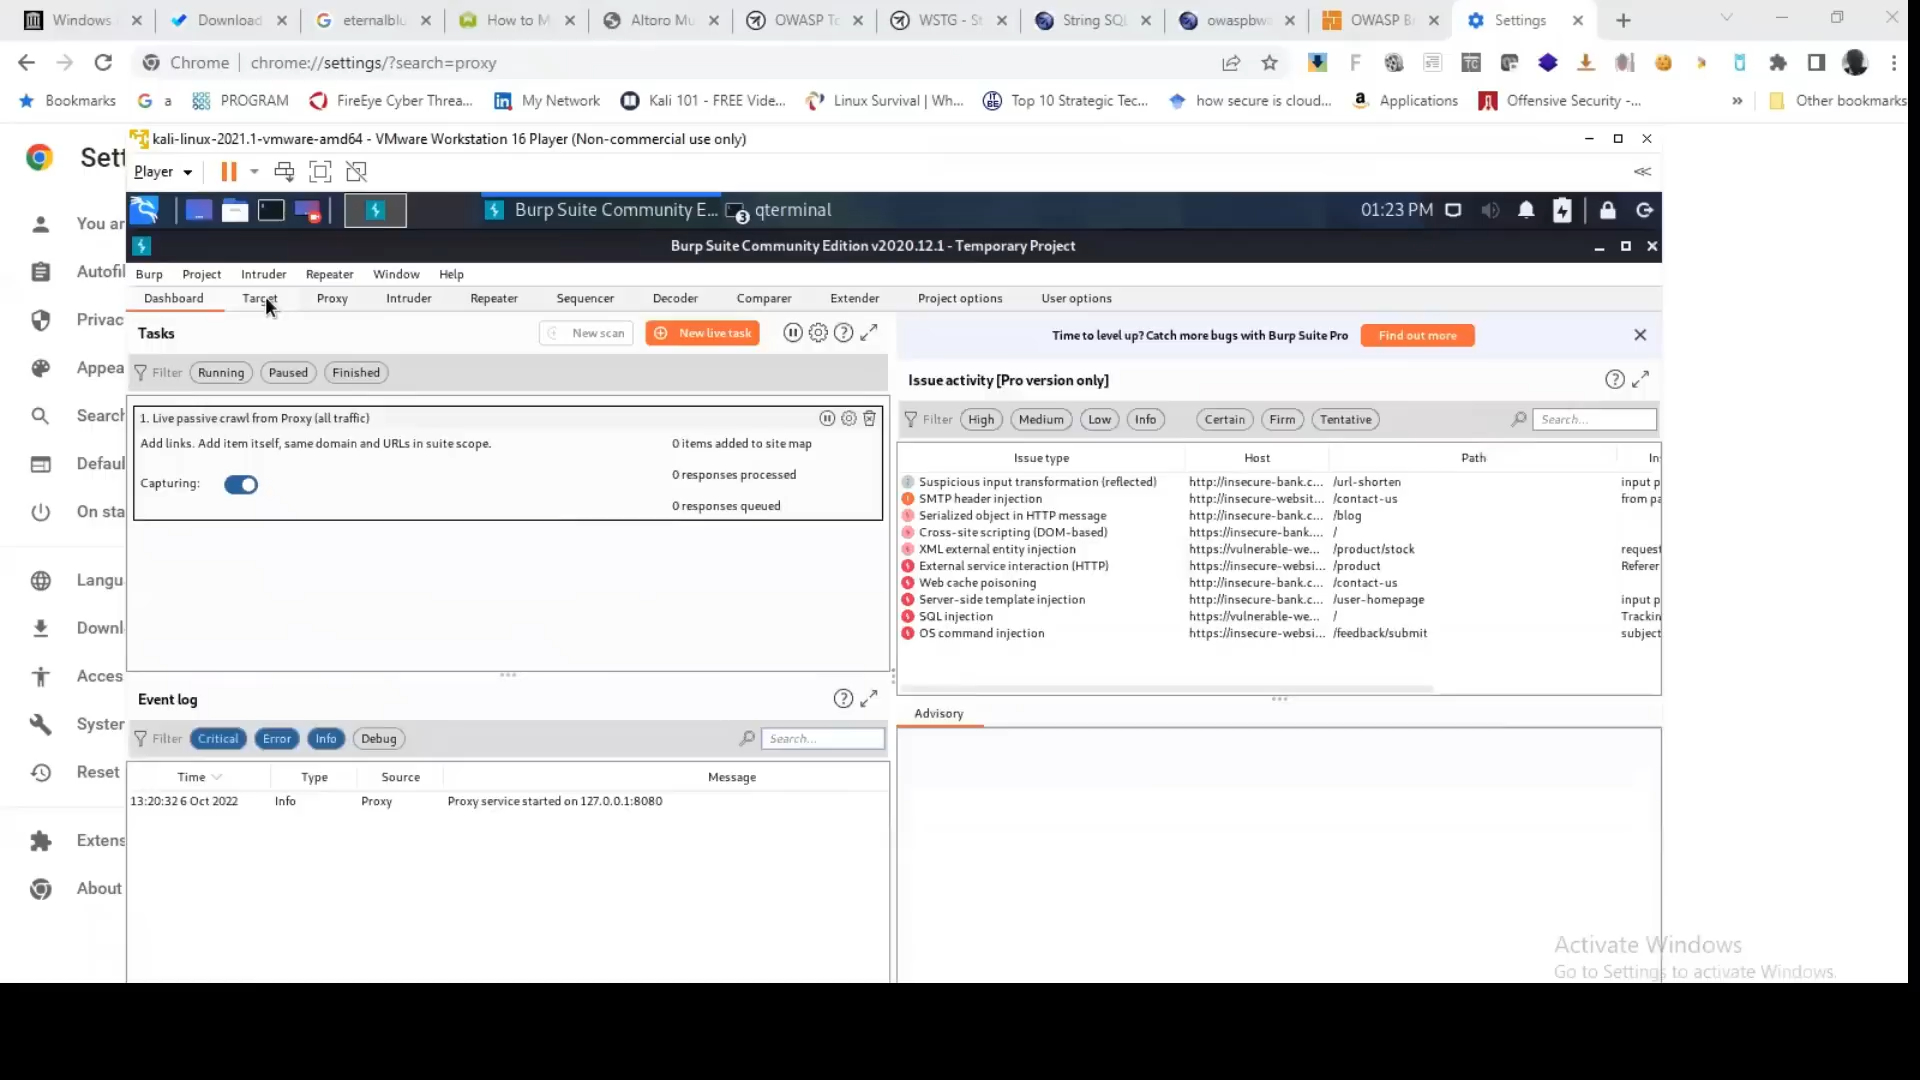 Windows
Download
eternalblu
How to M
Altoro Mu
OWASP To
WSTG - St
String SQL
owaspbw
OWASP B
Settings
Chrome
chrome://settings/?search=proxy
Bookmarks
a
PROGRAM
FireEye Cyber Threa...
My Network
Kali 101 - FREE Vide...
Linux Survival | Wh...
Top 10 Strategic Tec...
how secure is cloud...
Applications
Offensive Security -...
»
Other bookmarks
kali-linux-2021.1-vmware-amd64 - VMware Workstation 16 Player (Non-commercial use only)
Sett
Player
Burp Suite Community E...
3
qterminal
01:23 PM
Burp Suite Community Edition v2020.12.1 - Temporary Project
Burp Project Intruder Repeater Window Help
Dashboard Target Proxy Intruder Repeater Sequencer Decoder Comparer Extender Project options User options
You an
Autofil
Privac
Appea
Search
Defaul
On sta
Langu
Downl
Acces
System
Reset
Extens
About
Tasks
New scan
New live task
Filter Running Paused Finished
1. Live passive crawl from Proxy (all traffic)
Add links. Add item itself, same domain and URLs in suite scope.
0 items added to site map
Capturing:
0 responses processed
0 responses queued
Time to level up? Catch more bugs with Burp Suite Pro
Find out more
Issue activity [Pro version only]
Filter High Medium Low Info Certain Firm Tentative Search...
Issue type Host Path In
Suspicious input transformation (reflected) http://insecure-bank.c... /url-shorten input p
SMTP header injection http://insecure-websit... /contact-us from pa
Serialized object in HTTP message http://insecure-bank.c... /blog
Cross-site scripting (DOM-based) http://insecure-bank.... /
XML external entity injection https://vulnerable-we... /product/stock request
External service interaction (HTTP) https://insecure-websi... /product Referer
Web cache poisoning http://insecure-bank.c... /contact-us
Server-side template injection http://insecure-bank.c... /user-homepage input p
SQL injection https://vulnerable-we... / Trackin
OS command injection https://insecure-websi... /feedback/submit subject
Event log
Filter Critical Error Info Debug Search...
Time Type Source Message
13:20:32 6 Oct 2022 Info Proxy Proxy service started on 127.0.0.1:8080
Advisory
Activate Windows
Go to Settings to activate Windows.